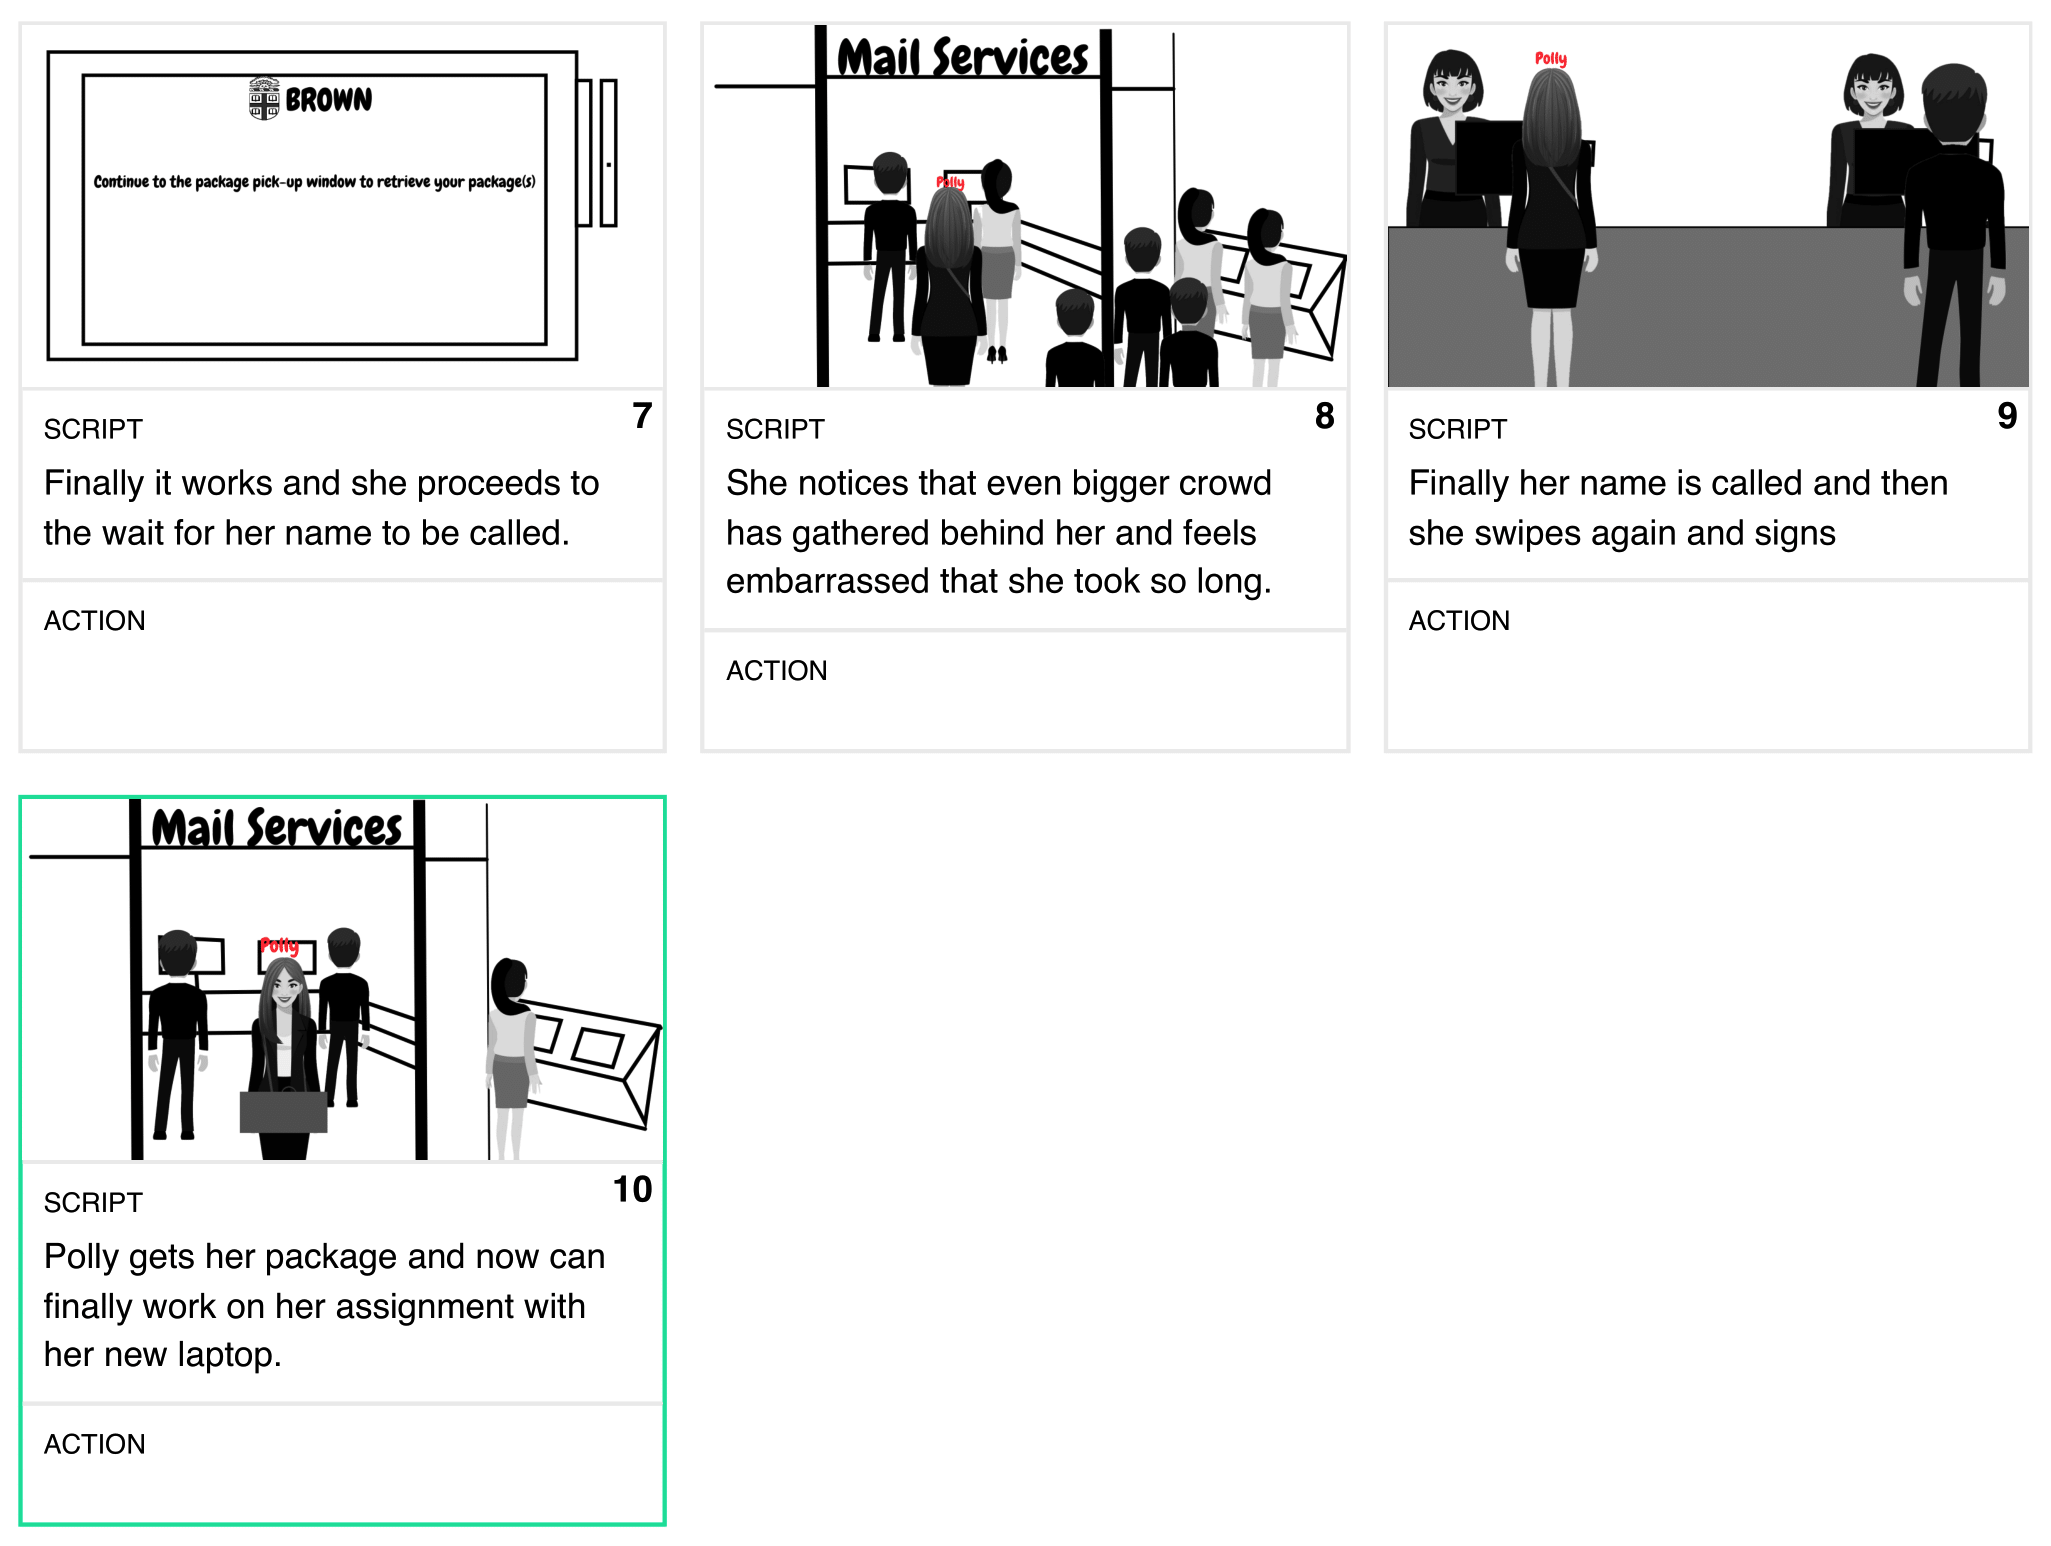 BROWN
Continue to the package pick-up window to retrieve your package(s)
7
SCRIPT
Finally it works and she proceeds to
the wait for her name to be called.
ACTION
Mail Services
Polly
8
SCRIPT
She notices that even bigger crowd
has gathered behind her and feels
embarrassed that she took so long.
ACTION
Polly
9
SCRIPT
Finally her name is called and then
she swipes again and signs
ACTION
Mail Services
Polly
10
SCRIPT
Polly gets her package and now can
finally work on her assignment with
her new laptop.
ACTION